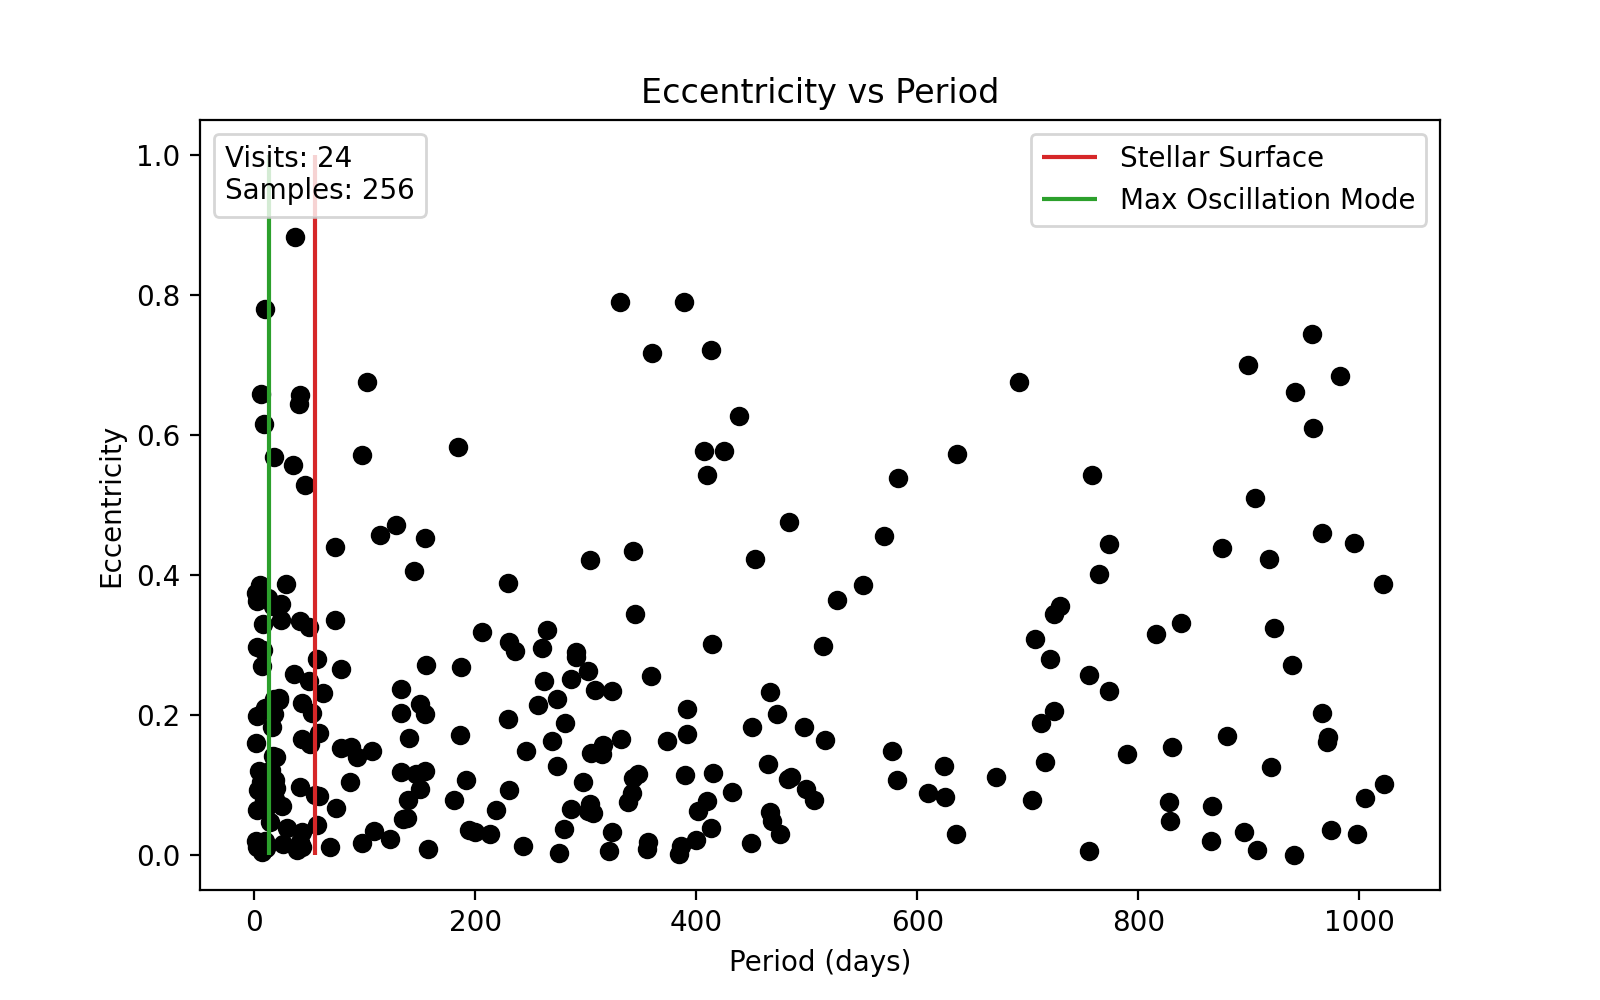 Eccentricity vs Period
Visits: 24
Samples: 256
Stellar Surface
Max Oscillation Mode
1.0
0.8
0.6
0.4
0.2
0.0
Eccentricity
0 200 400 600 800 1000
Period (days)